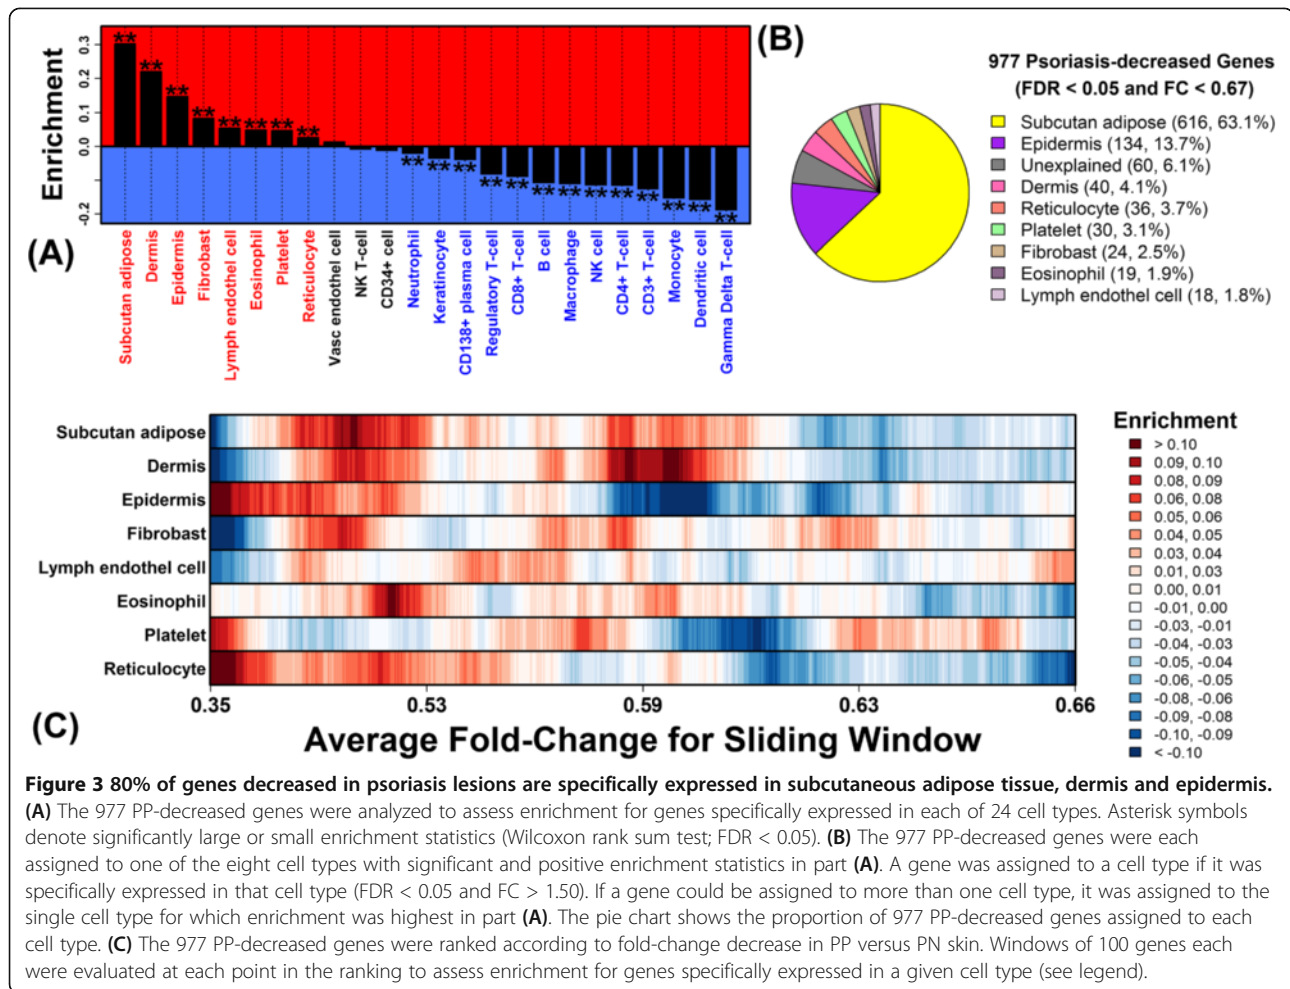 Enrichment
0.3
0.2
0.1
0.0
-0.2
** ** ** ** ** ** ** **
** ** ** ** ** ** ** ** ** ** ** ** **
(A)
Subcutan adipose
Dermis
Epidermis
Fibrobast
Lymph endothel cell
Eosinophil
Platelet
Reticulocyte
Vasc endothel cell
NK T-cell
CD34+ cell
Neutrophil
Keratinocyte
CD138+ plasma cell
Regulatory T-cell
CD8+ T-cell
B cell
Macrophage
NK cell
CD4+ T-cell
CD3+ T-cell
Monocyte
Dendritic cell
Gamma Delta T-cell
(B)
977 Psoriasis-decreased Genes
(FDR < 0.05 and FC < 0.67)
Subcutan adipose (616, 63.1%)
Epidermis (134, 13.7%)
Unexplained (60, 6.1%)
Dermis (40, 4.1%)
Reticulocyte (36, 3.7%)
Platelet (30, 3.1%)
Fibrobast (24, 2.5%)
Eosinophil (19, 1.9%)
Lymph endothel cell (18, 1.8%)
Subcutan adipose
Dermis
Epidermis
Fibrobast
Lymph endothel cell
Eosinophil
Platelet
Reticulocyte
0.35 0.53 0.59 0.63 0.66
(C) Average Fold-Change for Sliding Window
Enrichment
> 0.10
0.09, 0.10
0.08, 0.09
0.06, 0.08
0.05, 0.06
0.04, 0.05
0.03, 0.04
0.01, 0.03
0.00, 0.01
-0.01, 0.00
-0.03, -0.01
-0.04, -0.03
-0.05, -0.04
-0.06, -0.05
-0.08, -0.06
-0.09, -0.08
-0.10, -0.09
< -0.10
Figure 3 80% of genes decreased in psoriasis lesions are specifically expressed in subcutaneous adipose tissue, dermis and epidermis.
(A) The 977 PP-decreased genes were analyzed to assess enrichment for genes specifically expressed in each of 24 cell types. Asterisk symbols
denote significantly large or small enrichment statistics (Wilcoxon rank sum test; FDR < 0.05). (B) The 977 PP-decreased genes were each
assigned to one of the eight cell types with significant and positive enrichment statistics in part (A). A gene was assigned to a cell type if it was
specifically expressed in that cell type (FDR < 0.05 and FC > 1.50). If a gene could be assigned to more than one cell type, it was assigned to the
single cell type for which enrichment was highest in part (A). The pie chart shows the proportion of 977 PP-decreased genes assigned to each
cell type. (C) The 977 PP-decreased genes were ranked according to fold-change decrease in PP versus PN skin. Windows of 100 genes each
were evaluated at each point in the ranking to assess enrichment for genes specifically expressed in a given cell type (see legend).